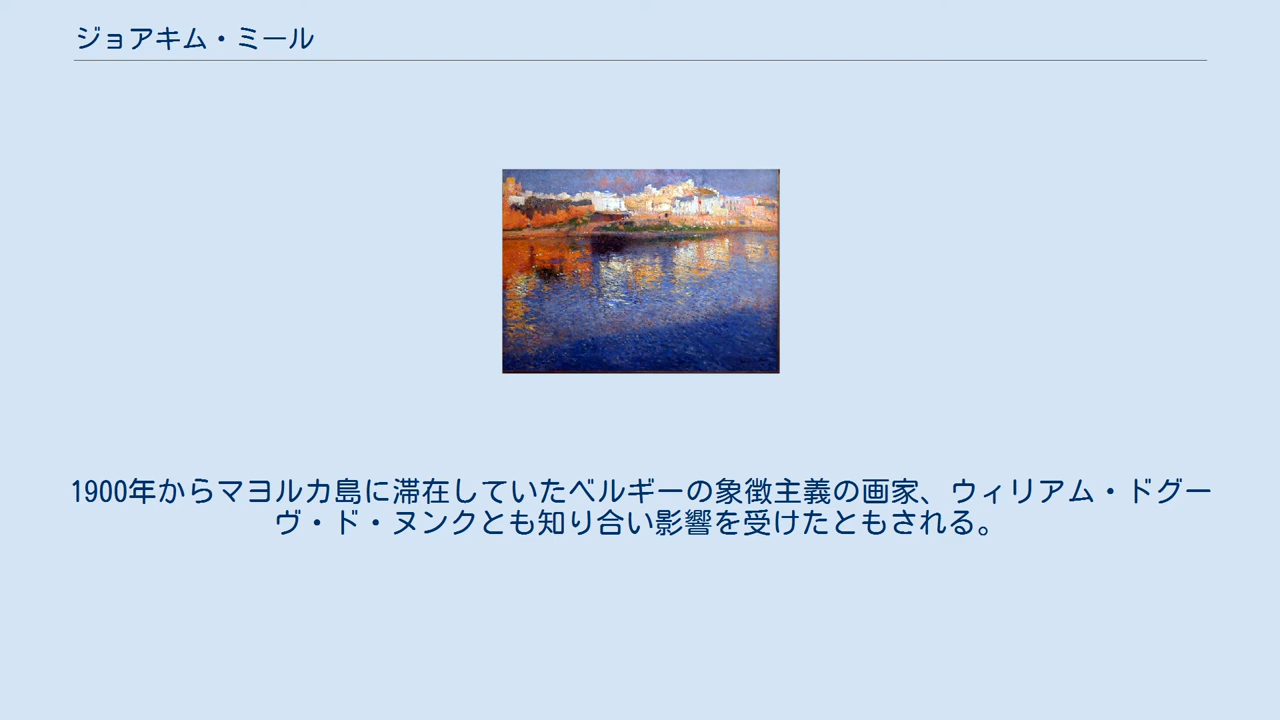 ジョアキム・ミール
1900年からマヨルカ島に滞在していたベルギーの象徴主義の画家、ウィリアム・ドグー
ヴ・ド・ヌンクとも知り合い影響を受けたともされる。